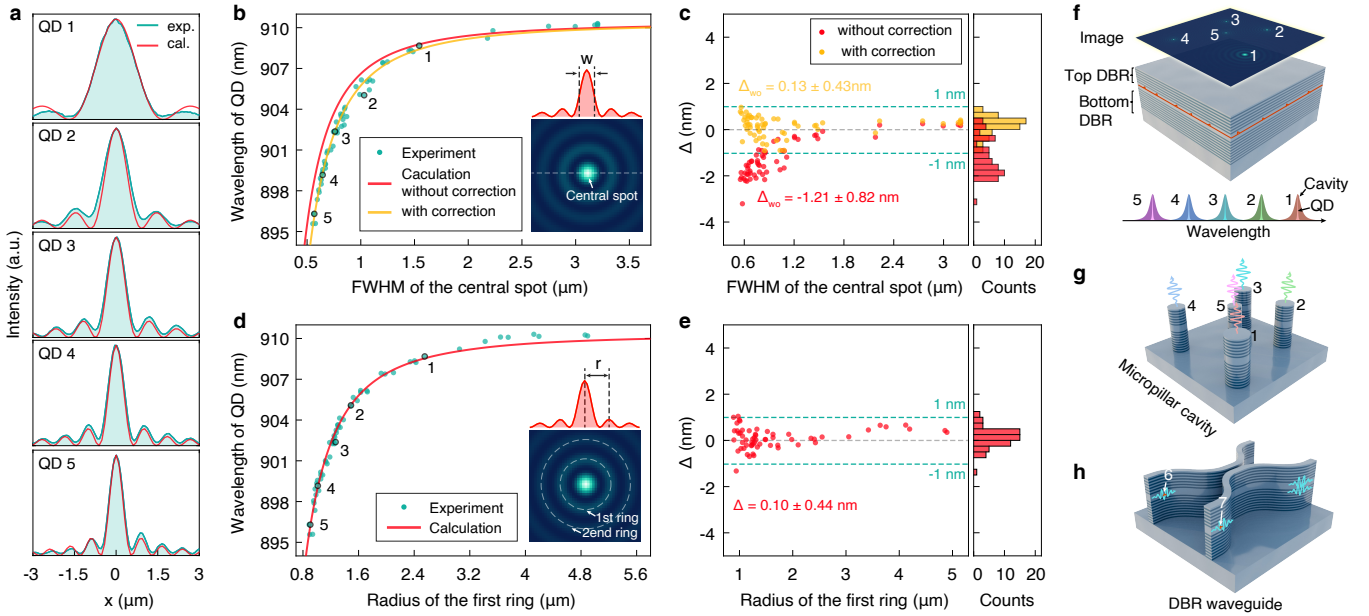 a
QD 1
exp.
cal.
QD 2
QD 3
QD 4
QD 5
Intensity (a.u.)
-3 -1.5 0 1.5 3
x (μm)
b
Wavelength of QD (nm)
910
907
904
901
898
895
1
2
3
4
5
Experiment
Caculation
without correction
with correction
w
Central spot
0.5 1 1.5 2 2.5 3 3.5
FWHM of the central spot (μm)
c
without correction
with correction
Δwo = 0.13 ± 0.43nm
1 nm
-1 nm
Δwo = -1.21 ± 0.82 nm
Δ (nm)
4
2
0
-2
-4
0.6 1.2 1.8 2.4 3
FWHM of the central spot (μm)
0 10 20
Counts
d
Wavelength of QD (nm)
910
907
904
901
898
895
1
2
3
4
5
Experiment
Calculation
r
1st ring
2end ring
0.8 1.6 2.4 3.2 4 4.8 5.6
Radius of the first ring (μm)
e
Δ (nm)
4
2
0
-2
-4
1 nm
-1 nm
Δ = 0.10 ± 0.44 nm
1 2 3 4 5
Radius of the first ring (μm)
0 10 20
Counts
f
Image
3
5
2
4
1
Top DBR
Bottom
DBR
5 4 3 2 1
Cavity
QD
Wavelength
g
4
3
5
2
1
Micropillar cavity
h
6
7
DBR waveguide